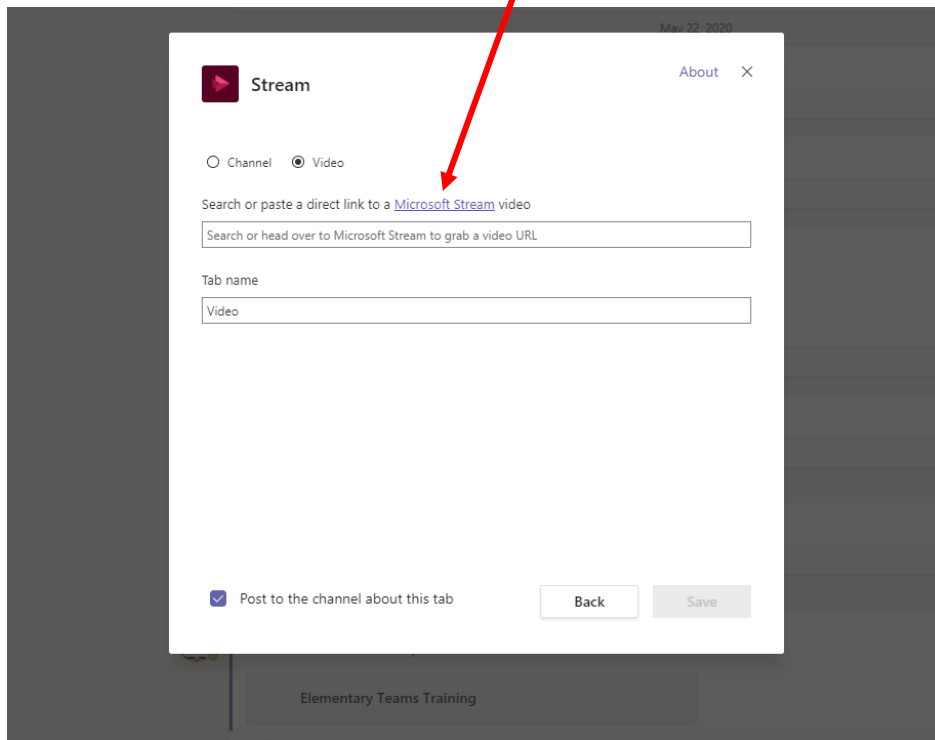 May 22, 2020
Stream
About
Channel
Video
Search or paste a direct link to a Microsoft Stream video
Search or head over to Microsoft Stream to grab a video URL
Tab name
Video
Post to the channel about this tab
Back
Save
Elementary Teams Training